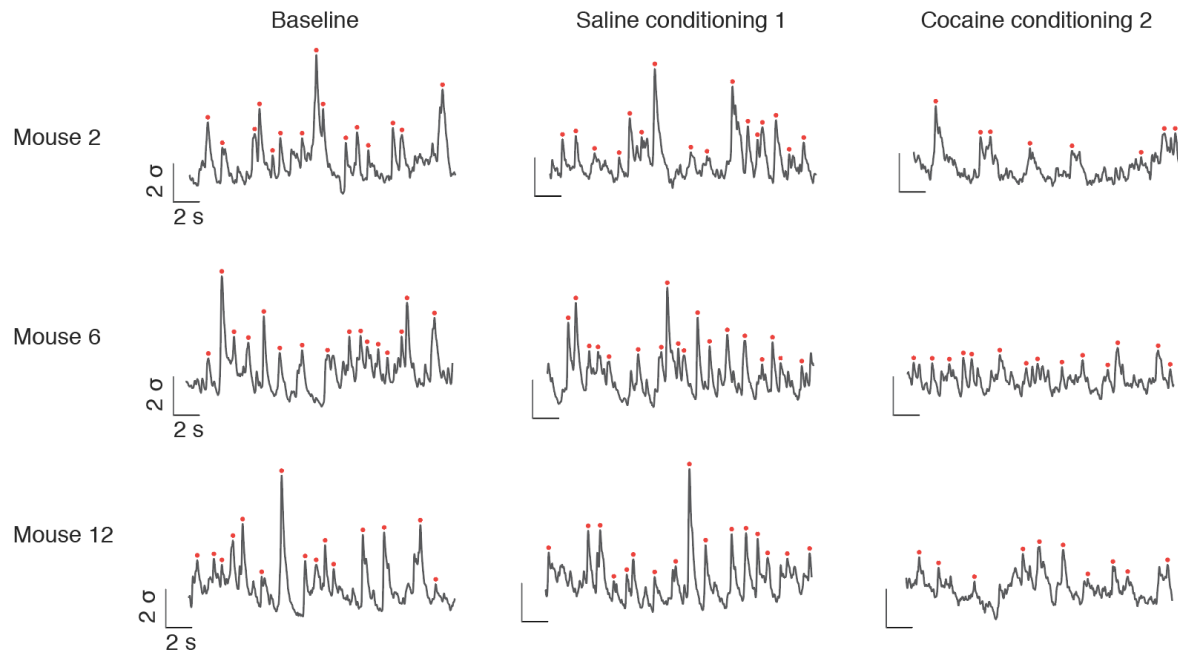 Baseline
Saline conditioning 1
Cocaine conditioning 2
Mouse 2
2 σ
2 s
Mouse 6
2 σ
2 s
Mouse 12
2 σ
2 s